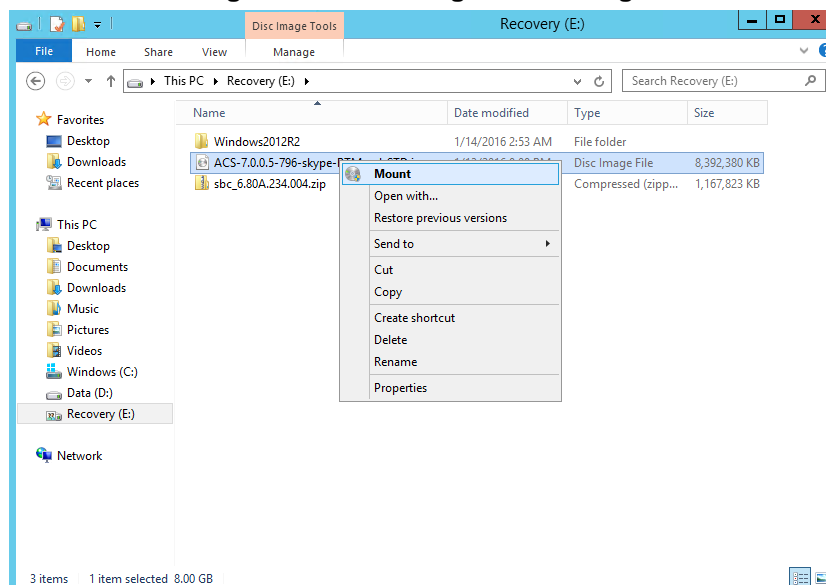 Disc Image Tools
Recovery (E:)
File Home Share View Manage
This PC Recovery (E:)
Search Recovery (E:)
Name Date modified Type Size
Favorites
Desktop
Downloads
Recent places
This PC
Desktop
Documents
Downloads
Music
Pictures
Videos
Windows (C:)
Data (D:)
Recovery (E:)
Network
Windows2012R2 1/14/2016 2:53 AM File folder
ACS-7.0.0.5-796-skype- Disc Image File 8,392,380 KB
sbc_6.80A.234.004.zip Compressed (zipp... 1,167,823 KB
Mount
Open with...
Restore previous versions
Send to
Cut
Copy
Create shortcut
Delete
Rename
Properties
3 items 1 item selected 8.00 GB